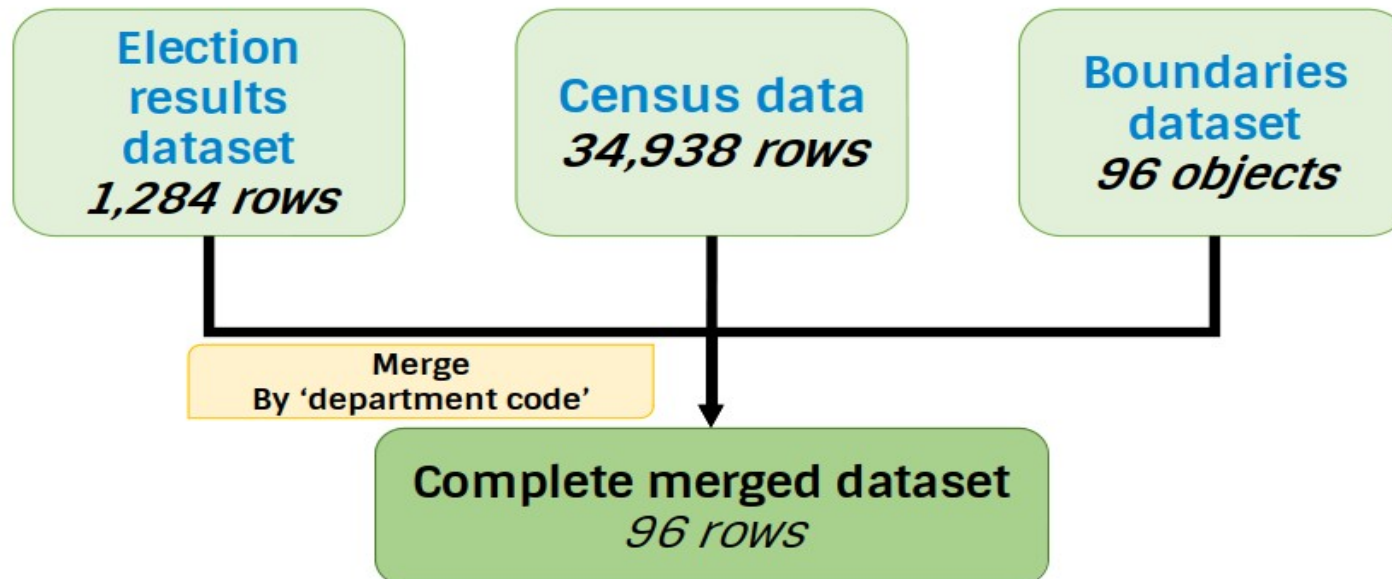 Election
results
dataset
1,284 rows
Census data
34,938 rows
Boundaries
dataset
96 objects
Merge
By ‘department code’
Complete merged dataset
96 rows